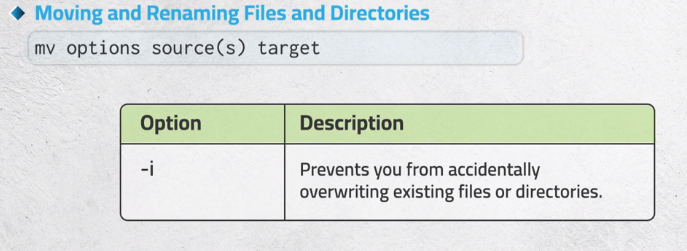 Moving and Renaming Files and Directories
mv options source(s) target
Option Description
-i Prevents you from accidentally
overwriting existing files or directories.